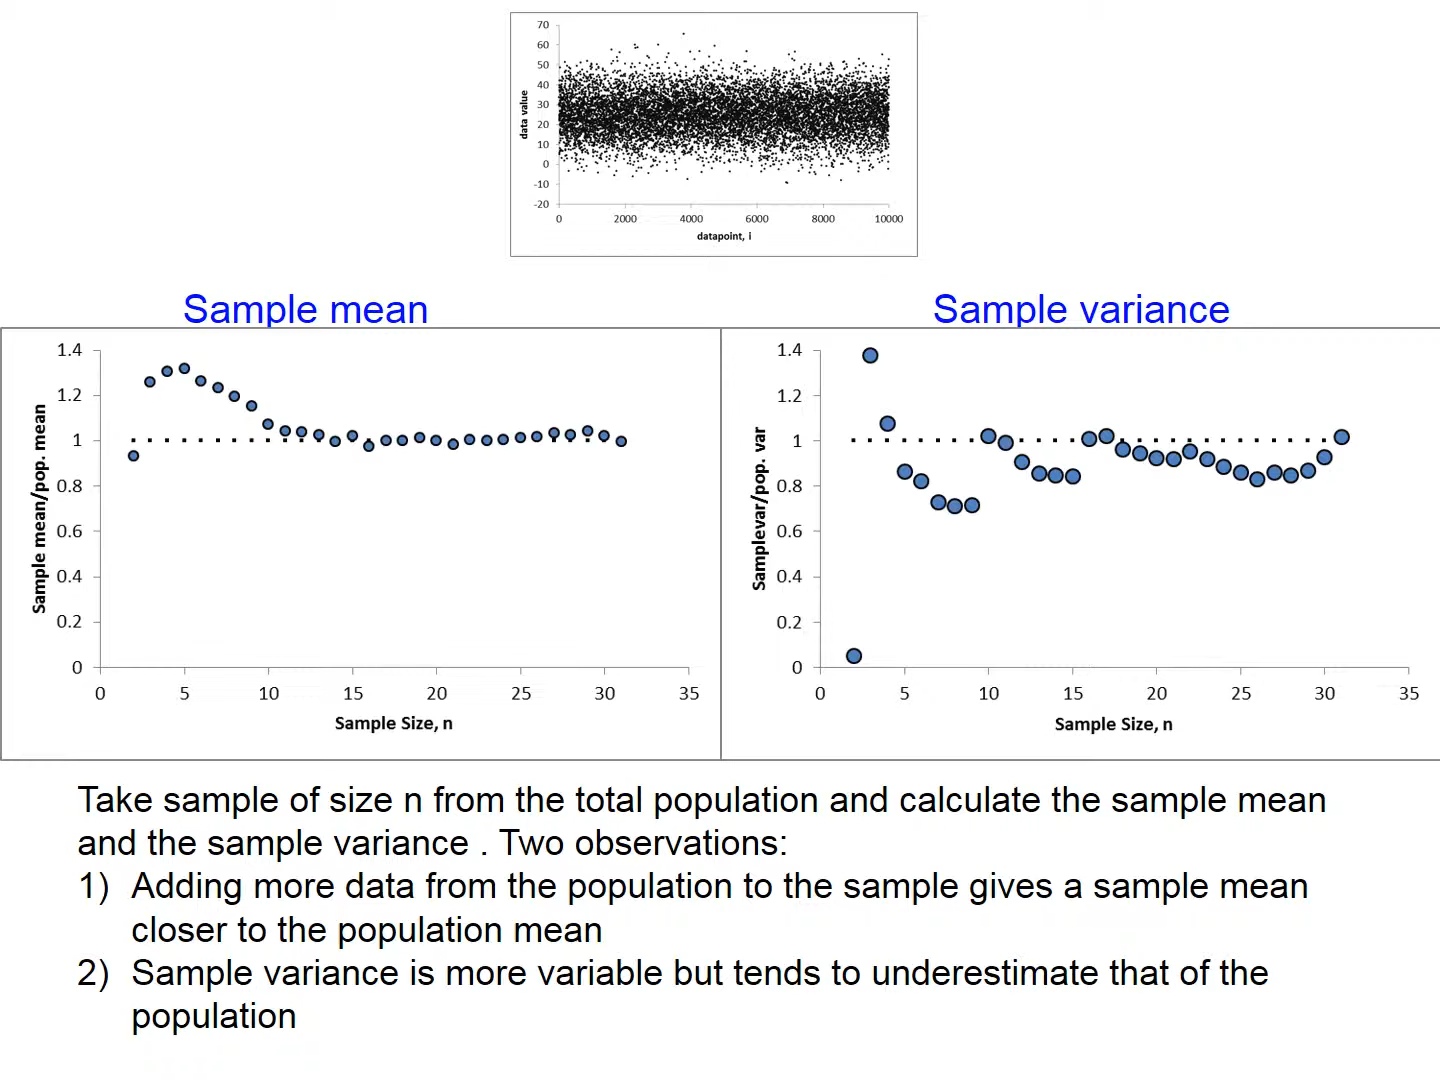 70
60
50
40
30
20
10
0
-10
-20
data value
0 2000 4000 6000 8000 10000
datapoint, i
Sample mean
Sample variance
1.4
1.2
1
0.8
0.6
0.4
0.2
0
Sample mean/pop. mean
0 5 10 15 20 25 30 35
Sample Size, n
1.4
1.2
1
0.8
0.6
0.4
0.2
0
Samplevar/pop. var
0 5 10 15 20 25 30 35
Sample Size, n
Take sample of size n from the total population and calculate the sample mean
and the sample variance . Two observations:
1) Adding more data from the population to the sample gives a sample mean
closer to the population mean
2) Sample variance is more variable but tends to underestimate that of the
population